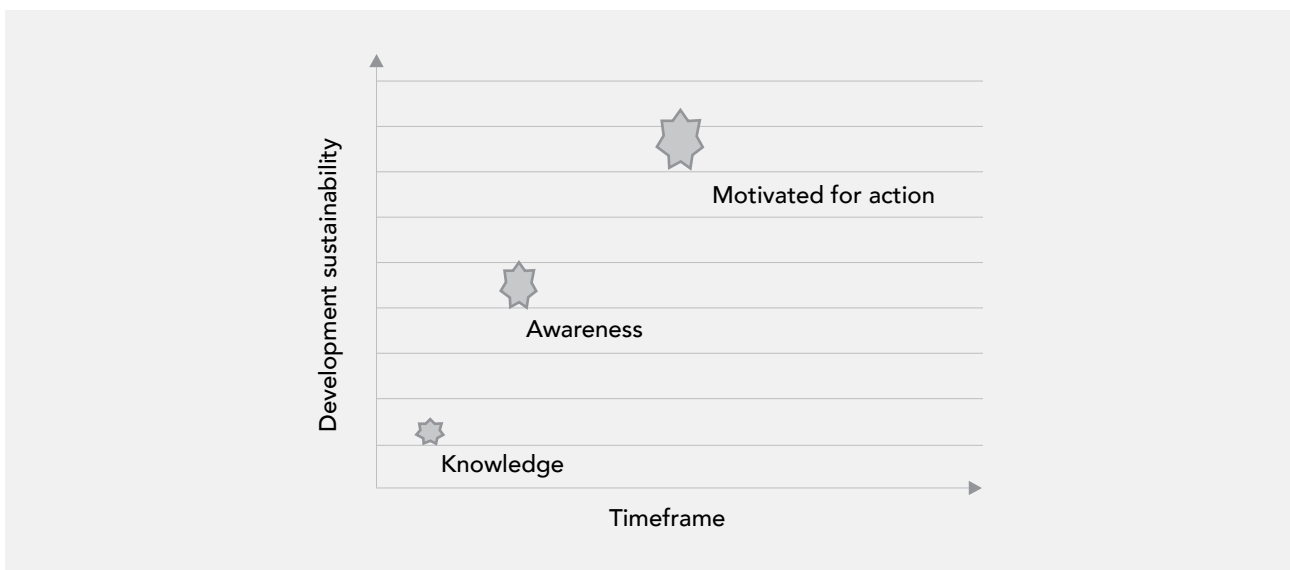 Development sustainability
Motivated for action
Awareness
Knowledge
Timeframe